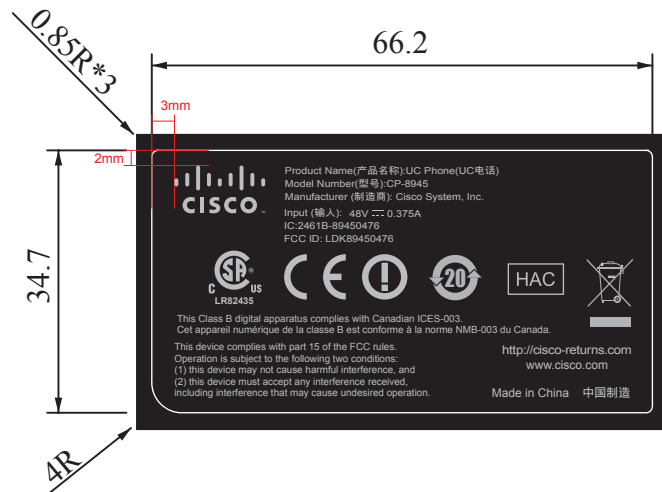 0.85R*3
66.2
3mm
2mm
34.7
4R
CISCO
Product Name(产品名称):UC Phone(UC电话)
Model Number(型号):CP-8945
Manufacturer (制造商): Cisco System, Inc.
Input (输入): 48V ⎓ 0.375A
IC:2461B-89450476
FCC ID: LDK89450476
C SA ® US
LR82435
CE
20
HAC
This Class B digital apparatus complies with Canadian ICES-003.
Cet appareil numérique de la classe B est conforme à la norme NMB-003 du Canada.
This device complies with part 15 of the FCC rules.
Operation is subject to the following two conditions:
(1) this device may not cause harmful interference, and
(2) this device must accept any interference received,
including interference that may cause undesired operation.
http://cisco-returns.com
www.cisco.com
Made in China 中国制造